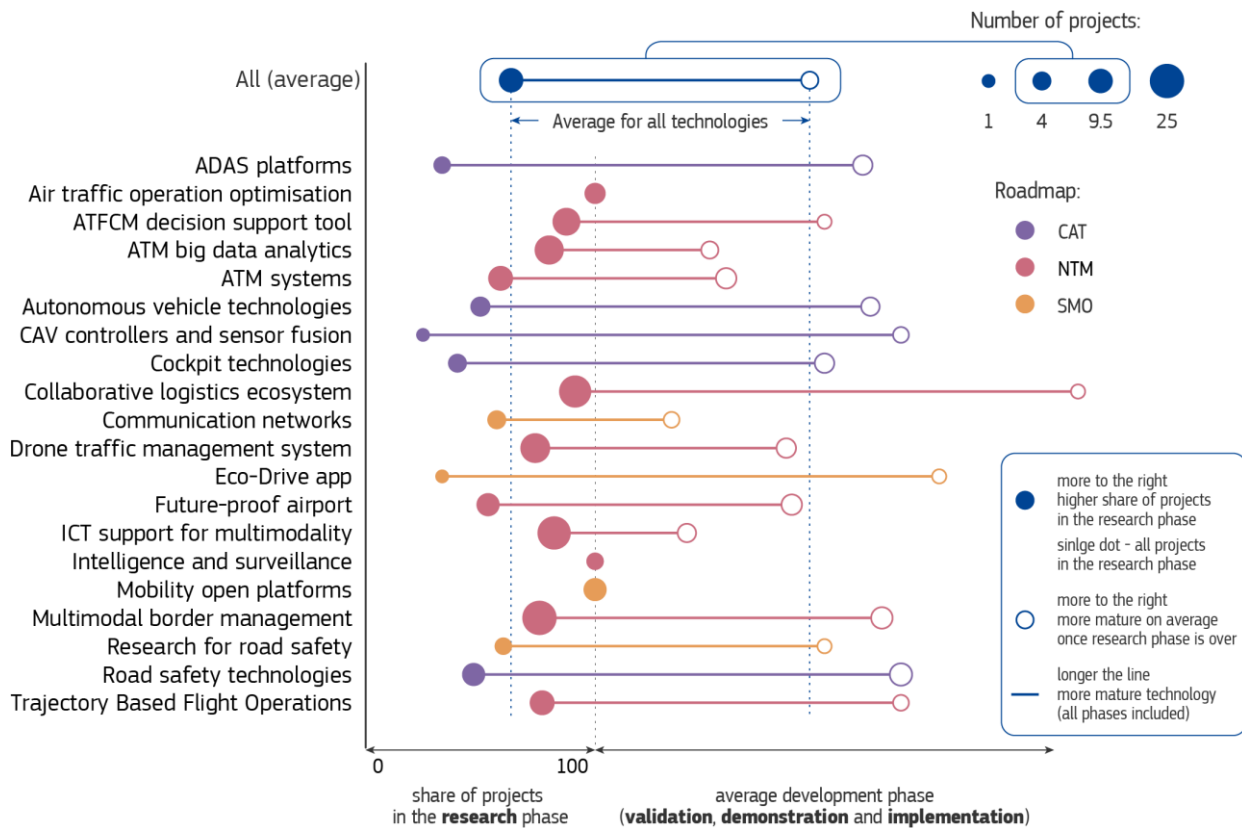 Number of projects:
All (average)
Average for all technologies
1
4
9.5
25
ADAS platforms
Air traffic operation optimisation
ATFCM decision support tool
ATM big data analytics
ATM systems
Autonomous vehicle technologies
CAV controllers and sensor fusion
Cockpit technologies
Collaborative logistics ecosystem
Communication networks
Drone traffic management system
Eco-Drive app
Future-proof airport
ICT support for multimodality
Intelligence and surveillance
Mobility open platforms
Multimodal border management
Research for road safety
Road safety technologies
Trajectory Based Flight Operations
Roadmap:
CAT
NTM
SMO
more to the right
higher share of projects
in the research phase
sinlge dot - all projects
in the research phase
more to the right
more mature on average
once research phase is over
longer the line
more mature technology
(all phases included)
0
100
share of projects
in the research phase
average development phase
(validation, demonstration and implementation)